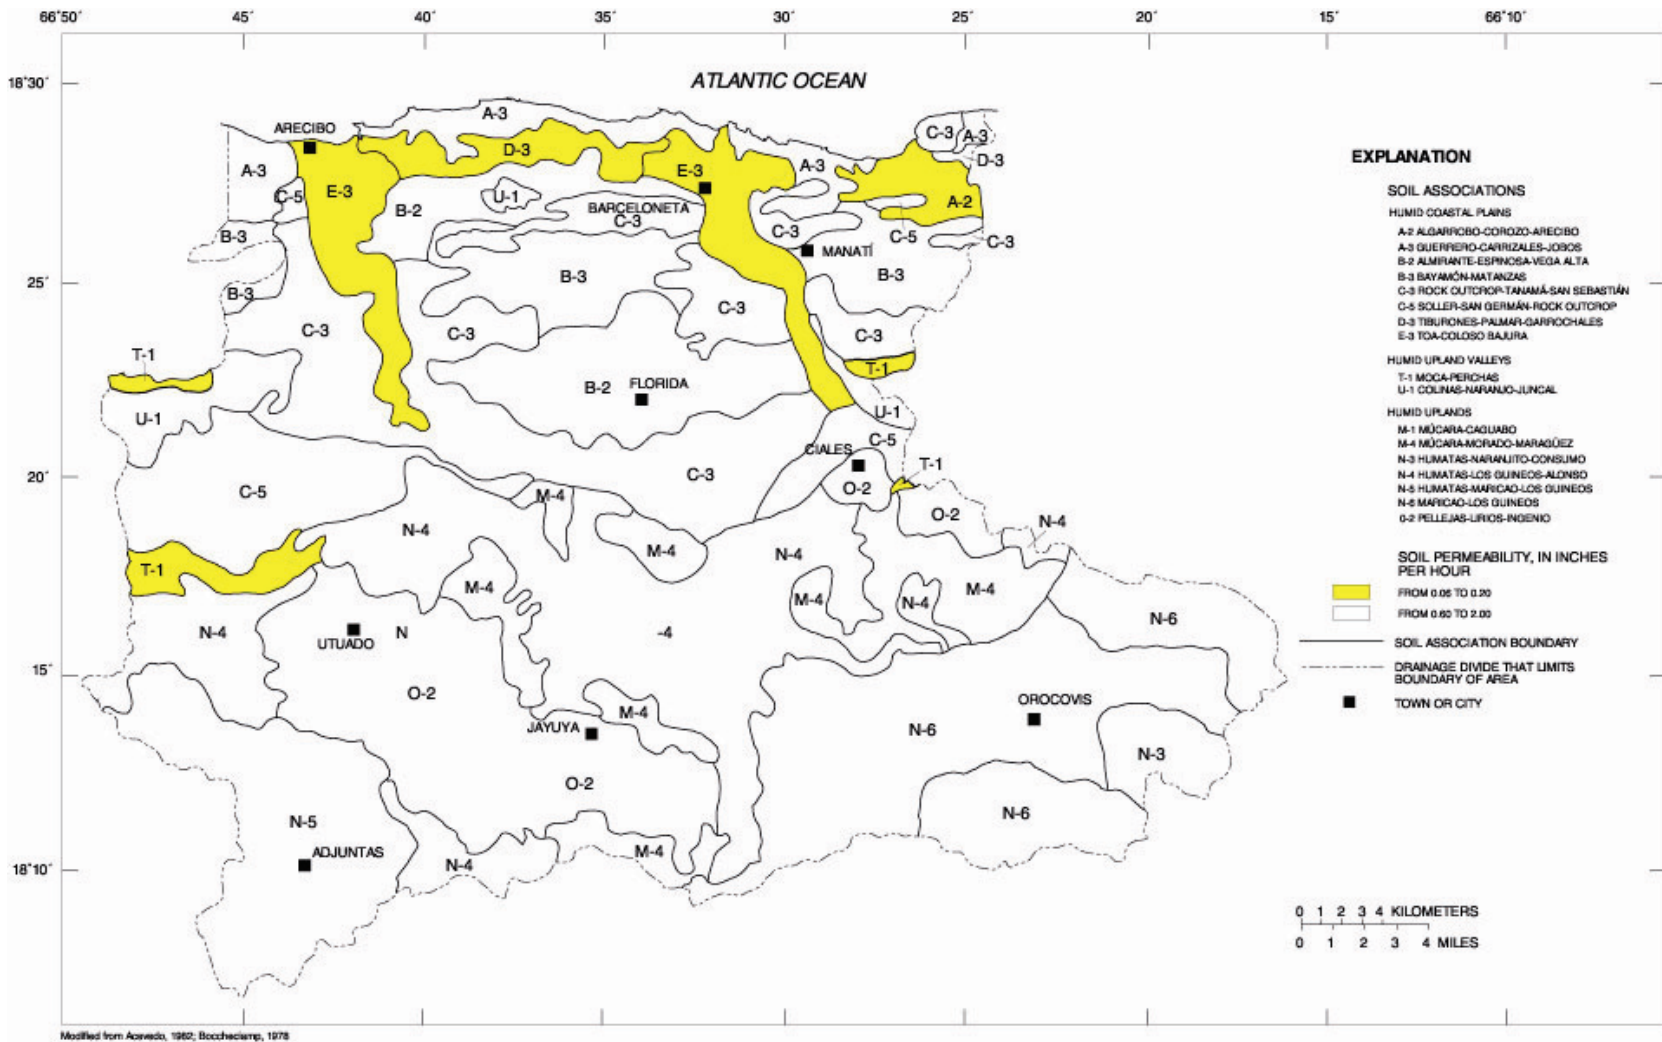 66°50´ 45´ 40´ 35´ 30´ 25´ 20´ 15´ 66°10´
18°30´
ATLANTIC OCEAN
A-3
ARECIBO
C-3 A-3
D-3
D-3
A-3
E-3
A-3
E-3
C-5
U-1
B-2
A-2
BARCELONETA
C-3
C-3
C-5
C-3
B-3
MANATÍ
25´
B-3
B-3
B-3
C-3
C-3
C-3
C-3
T-1
T-1
B-2
FLORIDA
U-1
U-1
C-5
CIALES
T-1
20´
C-3
C-5
M-4
O-2
O-2
N-4
N-4
M-4
N-4
T-1
M-4
M-4
N-4
M-4
N-4
N
-4
N-6
UTUADO
15´
O-2
OROCOVIS
M-4
JAYUYA
N-6
N-3
O-2
N-6
N-5
ADJUNTAS
M-4
N-4
18°10´
EXPLANATION
SOIL ASSOCIATIONS
HUMID COASTAL PLAINS
A-2 ALGARROBO-COROZO-ARECIBO
A-3 GUERRERO-CARRIZALES-JOBOS
B-2 ALMIRANTE-ESPINOSA-VEGA ALTA
B-3 BAYAMÓN-MATANZAS
C-3 ROCK OUTCROP-TANAMÁ-SAN SEBASTIÁN
C-5 SOLLER-SAN GERMÁN-ROCK OUTCROP
D-3 TIBURONES-PALMAR-GARROCHALES
E-3 TOA-COLOSO BAJURA
HUMID UPLAND VALLEYS
T-1 MOCA-PERCHAS
U-1 COLINAS-NARANJO-JUNCAL
HUMID UPLANDS
M-1 MÚCARA-CAGUABO
M-4 MÚCARA-MORADO-MARAGÜEZ
N-3 HUMATAS-NARANJITO-CONSUMO
N-4 HUMATAS-LOS GUINEOS-ALONSO
N-5 HUMATAS-MARICAO-LOS GUINEOS
N-6 MARICAO-LOS GUINEOS
O-2 PELLEJAS-LIRIOS-INGENIO
SOIL PERMEABILITY, IN INCHES
PER HOUR
FROM 0.06 TO 0.20
FROM 0.60 TO 2.00
SOIL ASSOCIATION BOUNDARY
DRAINAGE DIVIDE THAT LIMITS
BOUNDARY OF AREA
TOWN OR CITY
0 1 2 3 4 KILOMETERS
0 1 2 3 4 MILES
Modified from Acevedo, 1982; Boccheciamp, 1978